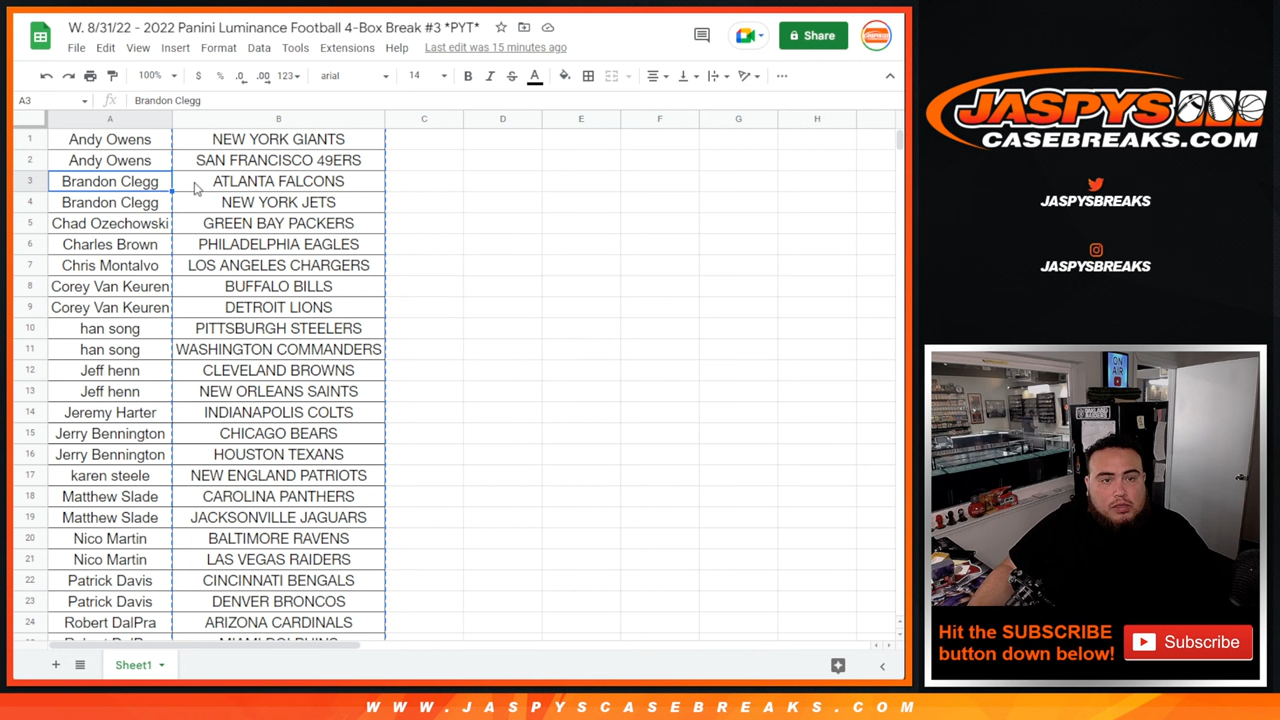 W. 8/31/22 - 2022 Panini Luminance Football 4-Box Break #3 *PYT*
File Edit View Insert Format Data Tools Extensions Help Last edit was 15 minutes ago
Share
100% $ % .0 .00 123 arial 14 B I S A
A3 fx Brandon Clegg
A B C D E F G H
1 Andy Owens NEW YORK GIANTS
2 Andy Owens SAN FRANCISCO 49ERS
3 Brandon Clegg ATLANTA FALCONS
4 Brandon Clegg NEW YORK JETS
5 Chad Ozechowski GREEN BAY PACKERS
6 Charles Brown PHILADELPHIA EAGLES
7 Chris Montalvo LOS ANGELES CHARGERS
8 Corey Van Keuren BUFFALO BILLS
9 Corey Van Keuren DETROIT LIONS
10 han song PITTSBURGH STEELERS
11 han song WASHINGTON COMMANDERS
12 Jeff henn CLEVELAND BROWNS
13 Jeff henn NEW ORLEANS SAINTS
14 Jeremy Harter INDIANAPOLIS COLTS
15 Jerry Bennington CHICAGO BEARS
16 Jerry Bennington HOUSTON TEXANS
17 karen steele NEW ENGLAND PATRIOTS
18 Matthew Slade CAROLINA PANTHERS
19 Matthew Slade JACKSONVILLE JAGUARS
20 Nico Martin BALTIMORE RAVENS
21 Nico Martin LAS VEGAS RAIDERS
22 Patrick Davis CINCINNATI BENGALS
23 Patrick Davis DENVER BRONCOS
24 Robert DalPra ARIZONA CARDINALS
Sheet1
JASPYS
CASEBREAKS.COM
JASPYSBREAKS
JASPYSBREAKS
ON AIR
Hit the SUBSCRIBE
button down below!
Subscribe
WWW.JASPYSCASEBREAKS.COM